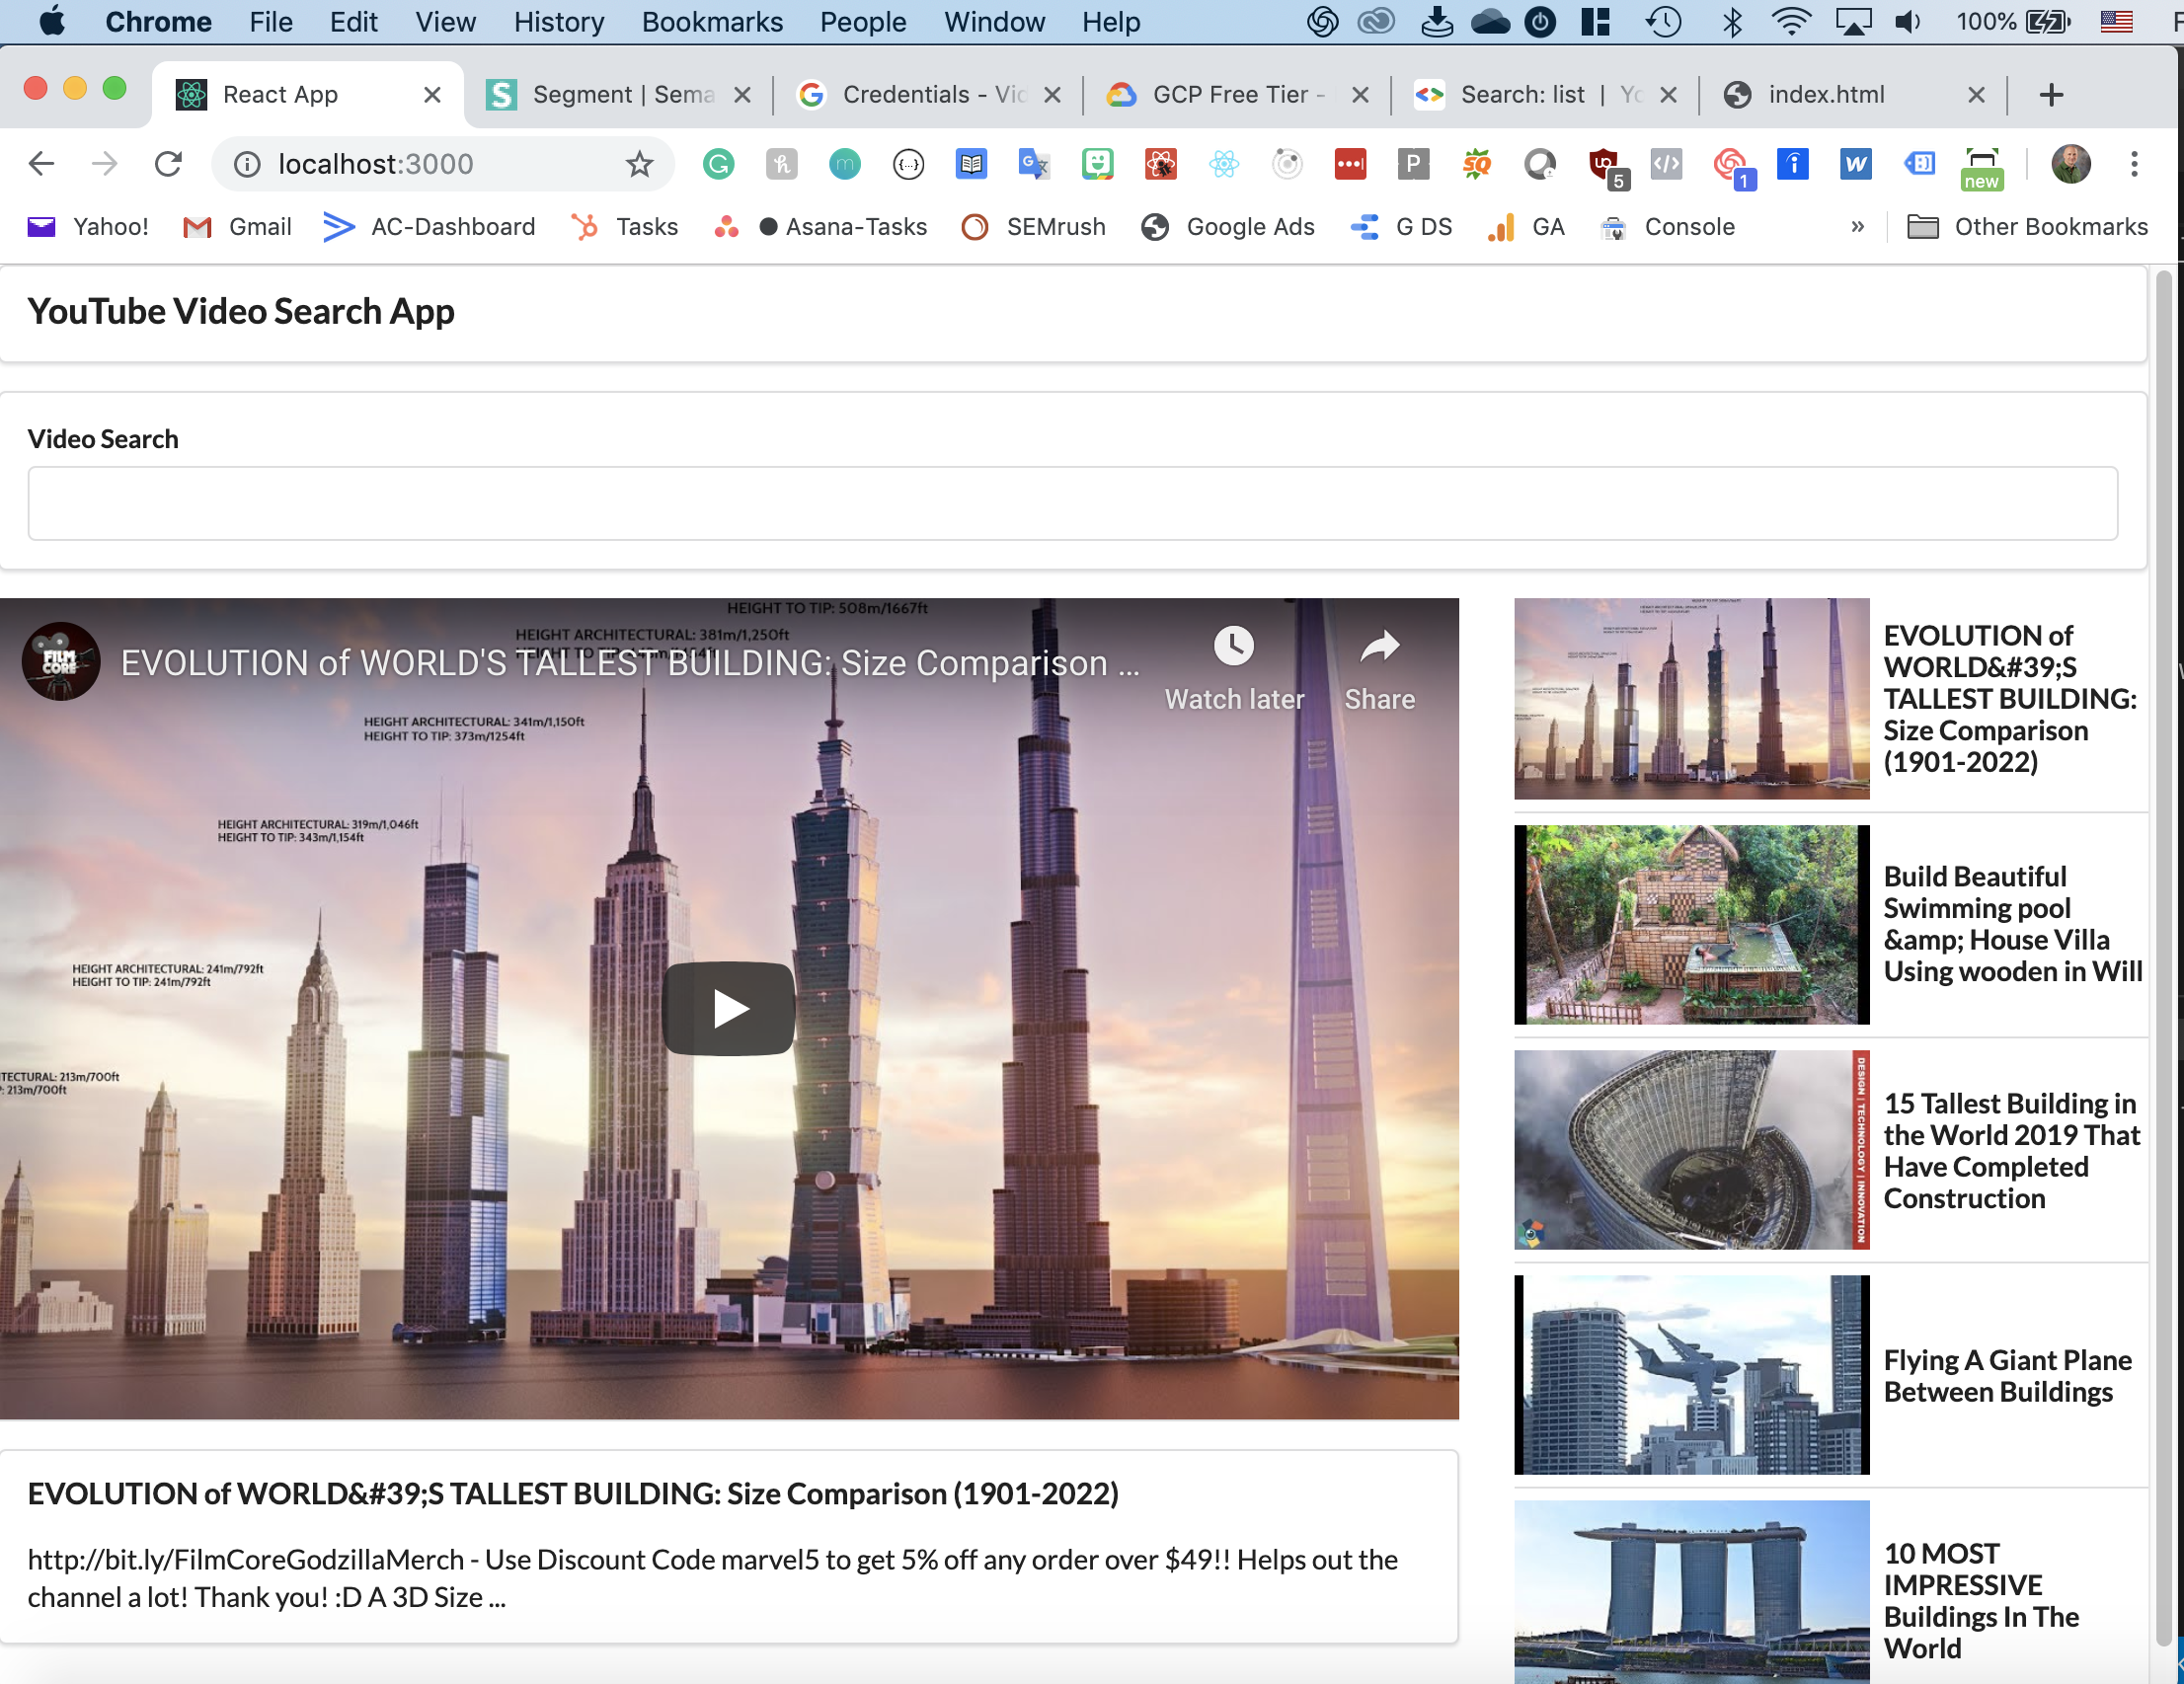 Chrome File Edit View History Bookmarks People Window Help 100%
React App
Segment | Sema
Credentials - Vid
GCP Free Tier -
Search: list | Yo
index.html
localhost:3000
5
1
new
Yahoo! Gmail AC-Dashboard Tasks Asana-Tasks SEMrush Google Ads G DS GA Console » Other Bookmarks
YouTube Video Search App
Video Search
HEIGHT TO TIP: 508m/1667ft
HEIGHT ARCHITECTURAL: 381m/1,250ft
FILM
CORE
EVOLUTION of WORLD'S TALLEST BUILDING: Size Comparison ...
Watch later
Share
HEIGHT ARCHITECTURAL: 341m/1,150ft
HEIGHT TO TIP: 373m/1254ft
HEIGHT ARCHITECTURAL: 319m/1,046ft
HEIGHT TO TIP: 343m/1,154ft
HEIGHT ARCHITECTURAL: 241m/792ft
HEIGHT TO TIP: 241m/792ft
TECTURAL: 213m/700ft
P: 213m/700ft
EVOLUTION of WORLD&#39;S TALLEST BUILDING: Size Comparison (1901-2022)
http://bit.ly/FilmCoreGodzillaMerch - Use Discount Code marvel5 to get 5% off any order over $49!! Helps out the
channel a lot! Thank you! :D A 3D Size ...
EVOLUTION of
WORLD&#39;S
TALLEST BUILDING:
Size Comparison
(1901-2022)
Build Beautiful
Swimming pool
&amp; House Villa
Using wooden in Will
DESIGN | TECHNOLOGY | INNOVATION
15 Tallest Building in
the World 2019 That
Have Completed
Construction
Flying A Giant Plane
Between Buildings
10 MOST
IMPRESSIVE
Buildings In The
World